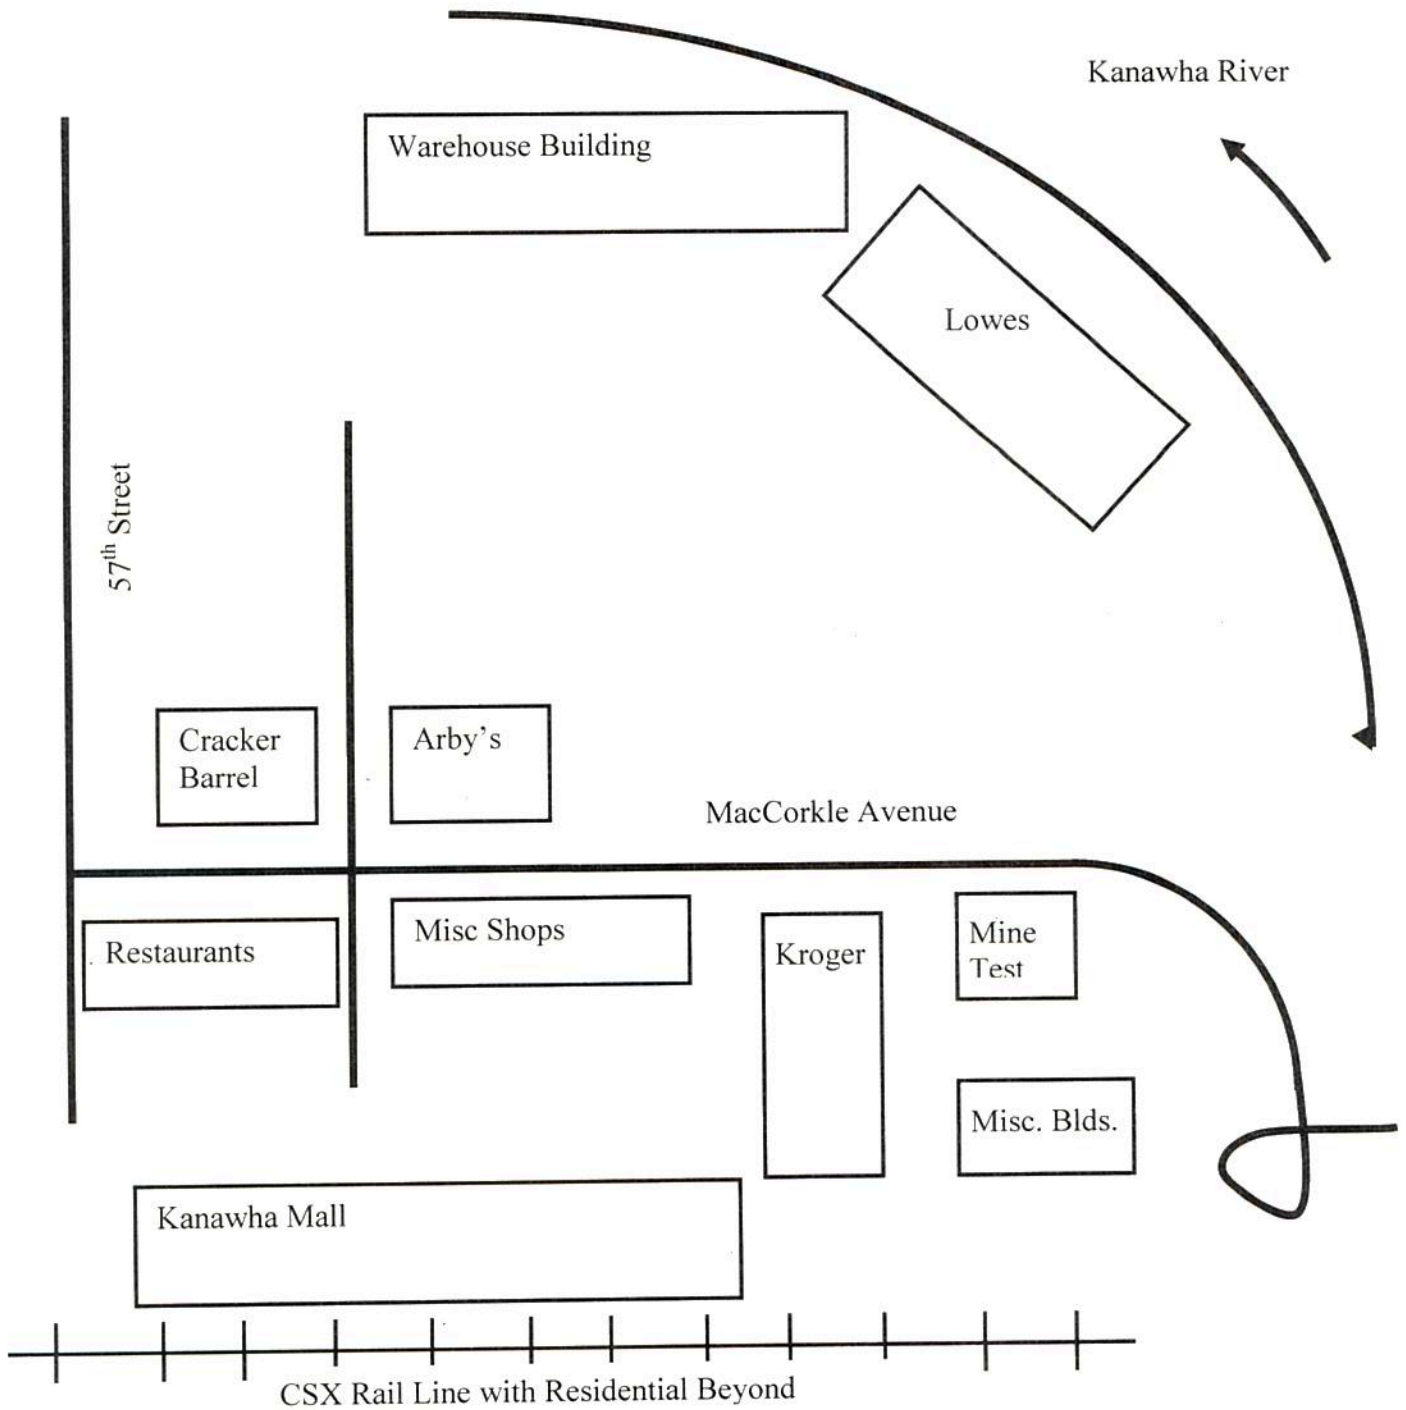 Kanawha River
Warehouse Building
Lowes
57th Street
Cracker
Barrel
Arby's
MacCorkle Avenue
Restaurants
Misc Shops
Kroger
Mine
Test
Misc. Blds.
Kanawha Mall
CSX Rail Line with Residential Beyond